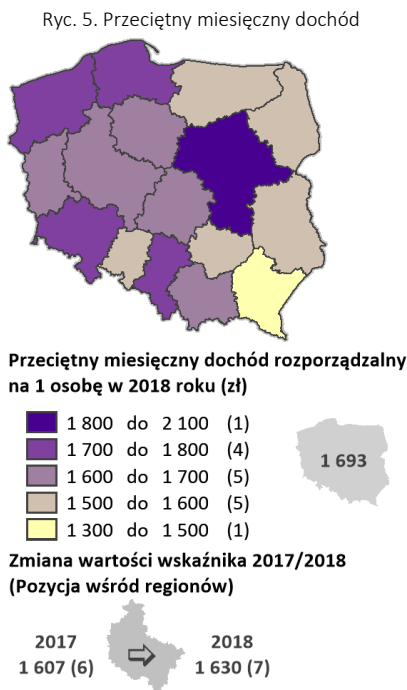 Ryc. 5. Przeciętny miesięczny dochód
Przeciętny miesięczny dochód rozporządzalny
na 1 osobę w 2018 roku (zł)
1 800 do 2 100 (1)
1 700 do 1 800 (4)
1 600 do 1 700 (5)
1 500 do 1 600 (5)
1 300 do 1 500 (1)
1 693
Zmiana wartości wskaźnika 2017/2018
(Pozycja wśród regionów)
2017
1 607 (6)
2018
1 630 (7)